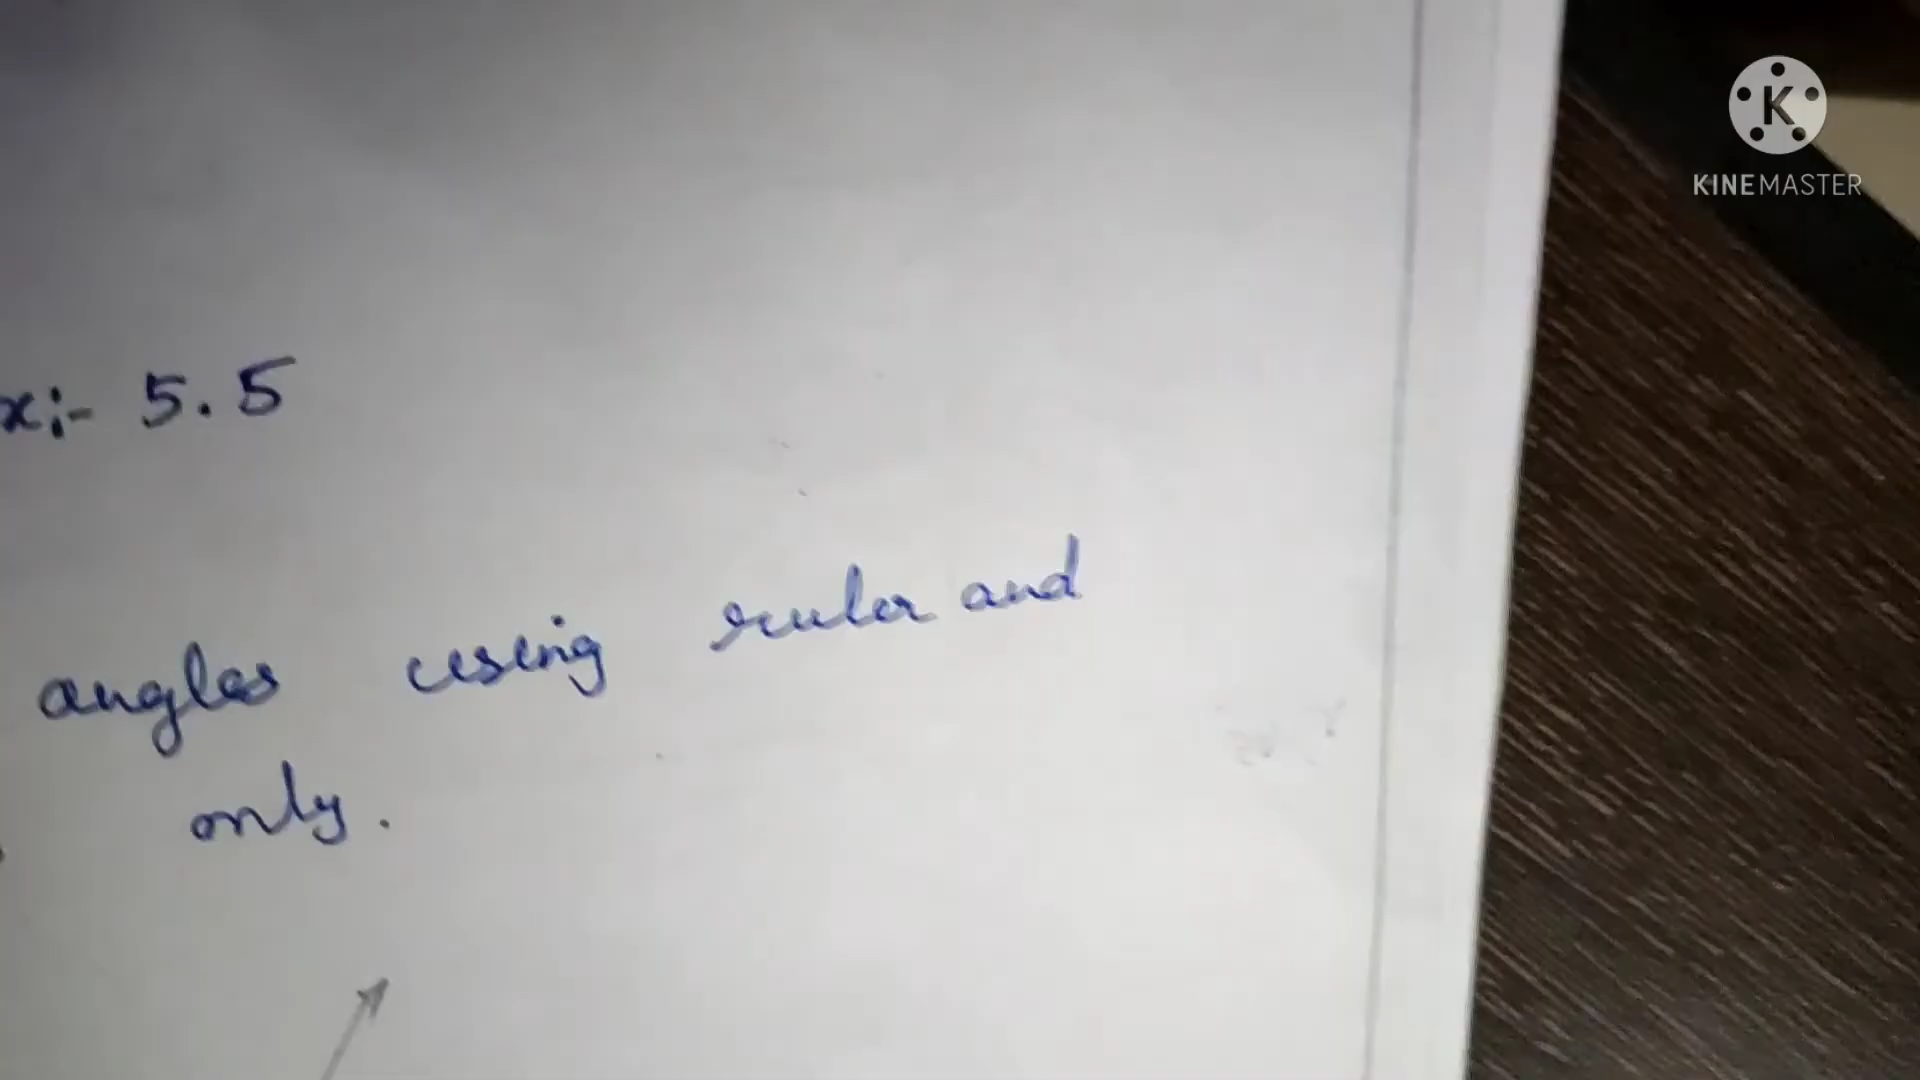 x:- 5.5
angles using ruler and
only.
K
KINEMASTER